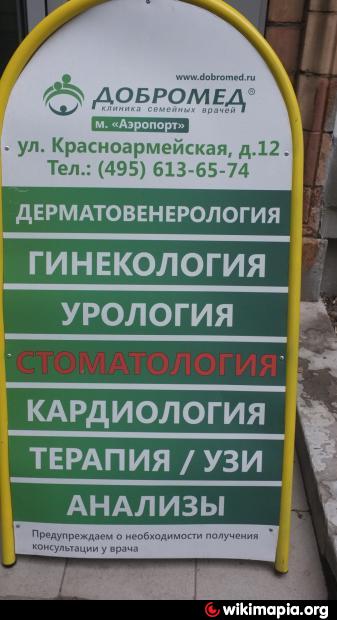 www.dobromed.ru
ДОБРОМЕД®
клиника семейных врачей
м. «Аэропорт»
ул. Красноармейская, д.12
Тел.: (495) 613-65-74
ДЕРМАТОВЕНЕРОЛОГИЯ
ГИНЕКОЛОГИЯ
УРОЛОГИЯ
СТОМАТОЛОГИЯ
КАРДИОЛОГИЯ
ТЕРАПИЯ / УЗИ
АНАЛИЗЫ
Предупреждаем о необходимости получения
консультации у врача
wikimapia.org